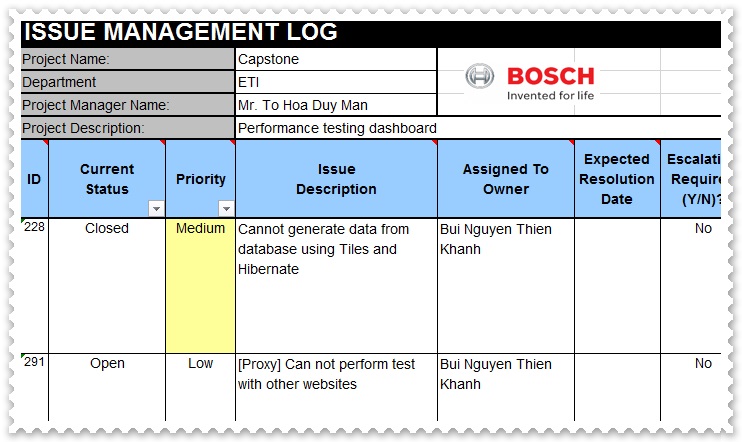 ISSUE MANAGEMENT LOG
Project Name: Capstone
Department ETI
Project Manager Name: Mr. To Hoa Duy Man
Project Description: Performance testing dashboard
BOSCH
Invented for life
ID
Current
Status
Priority
Issue
Description
Assigned To
Owner
Expected
Resolution
Date
Escalati
Require
(Y/N)?
228 Closed Medium Cannot generate data from Bui Nguyen Thien No
database using Tiles and Khanh
Hibernate
291 Open Low [Proxy] Can not perform test Bui Nguyen Thien No
with other websites Khanh